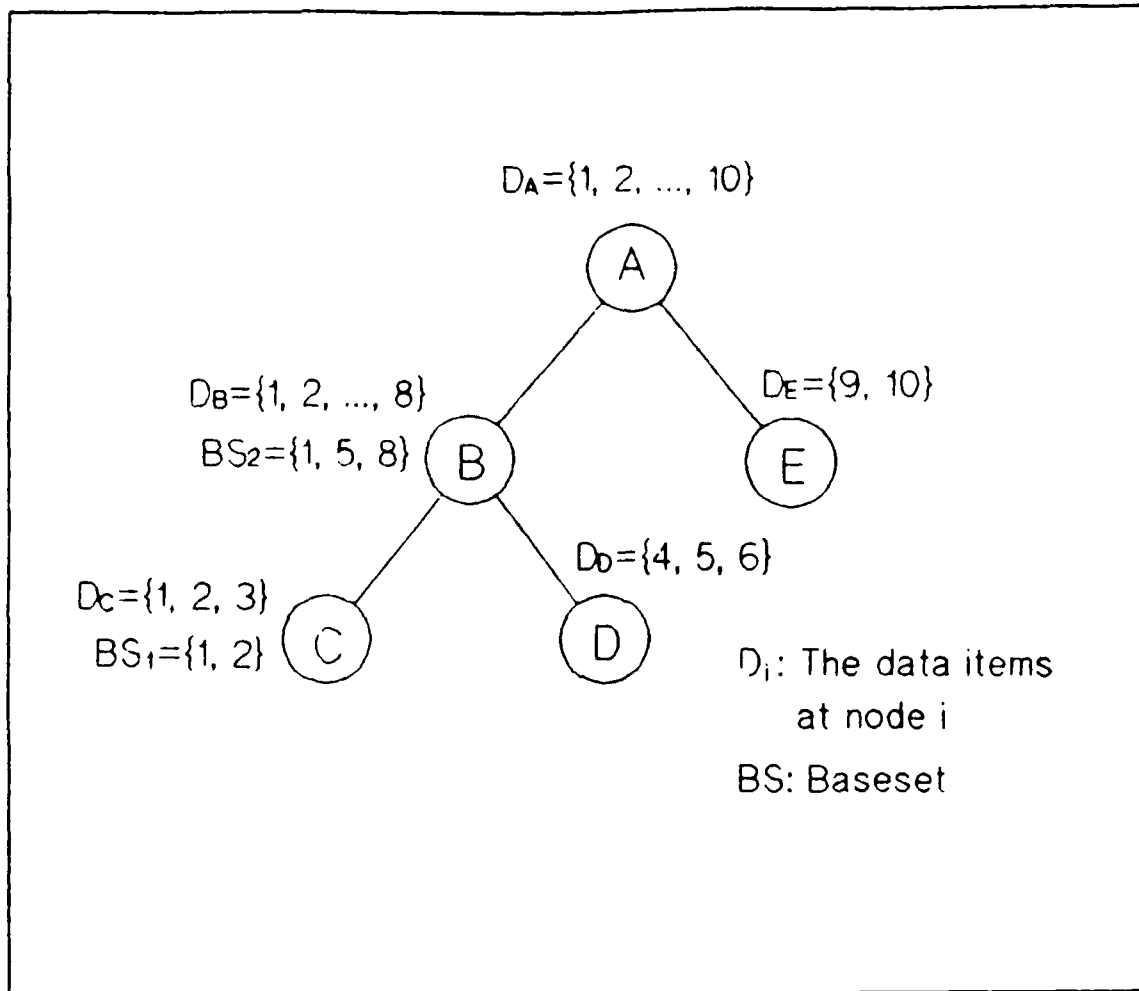 DA={1, 2, ..., 10}
A
DB={1, 2, ..., 8}
DE={9, 10}
BS2={1, 5, 8}
B
E
DD={4, 5, 6}
DC={1, 2, 3}
BS1={1, 2}
C
D
Di: The data items
at node i
BS: Baseset